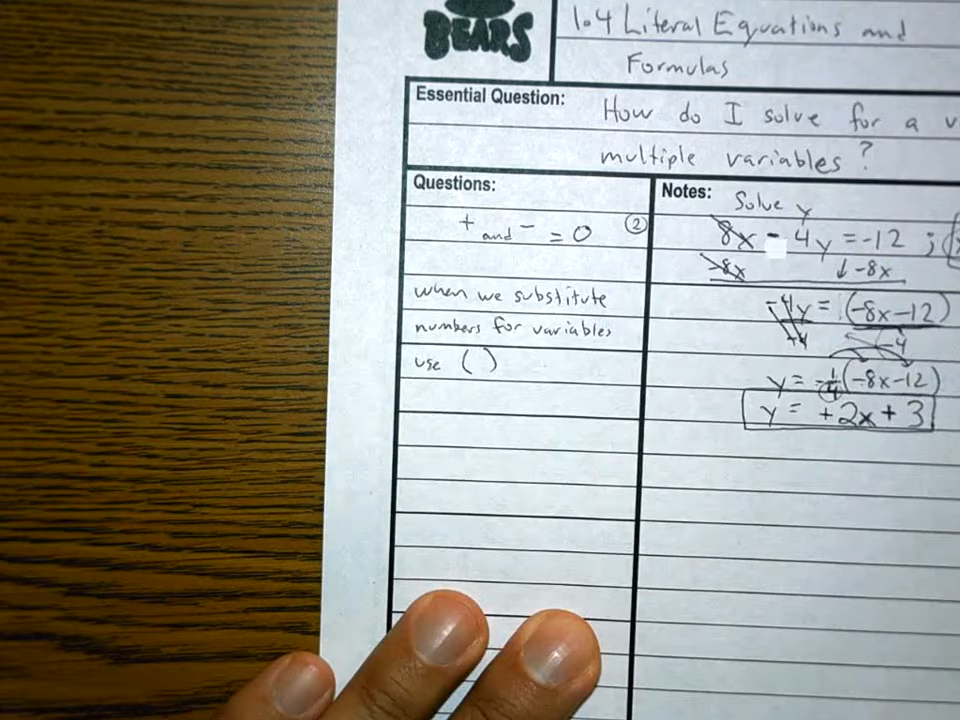 BEARS
1.4 Literal Equations and
Formulas
Essential Question: How do I solve for a
multiple variables?
Questions:
+ and - = 0
when we substitute
numbers for variables
use ( )
Notes: Solve y
② 8x - 4y = -12 ;
-8x ↓ -8x
-4y = (-8x-12)
-4
y = -1/4(-8x-12)
y = +2x + 3